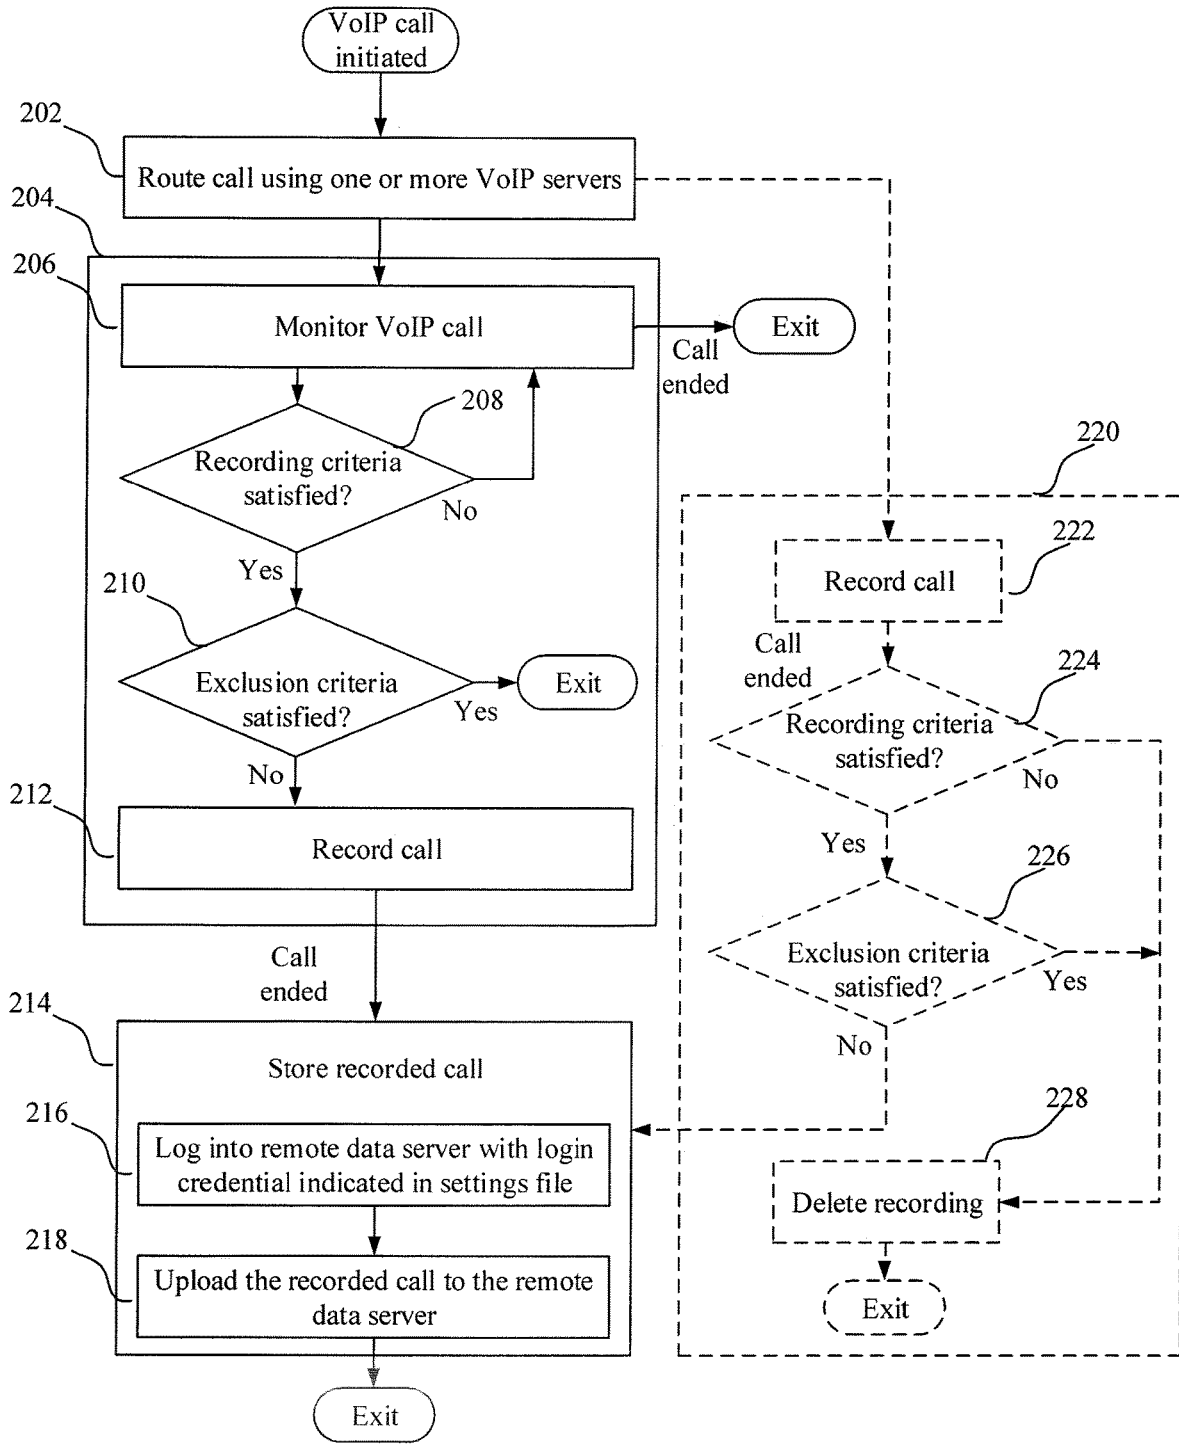 VoIP call
initiated
202
Route call using one or more VoIP servers
204
206
Monitor VoIP call
Exit
Call
ended
208
Recording criteria
satisfied?
No
Yes
210
Exclusion criteria
satisfied?
Yes
Exit
No
212
Record call
Call
ended
214
Store recorded call
216
Log into remote data server with login
credential indicated in settings file
218
Upload the recorded call to the remote
data server
Exit
220
222
Record call
Call
ended
224
Recording criteria
satisfied?
No
Yes
226
Exclusion criteria
satisfied?
Yes
No
228
Delete recording
Exit